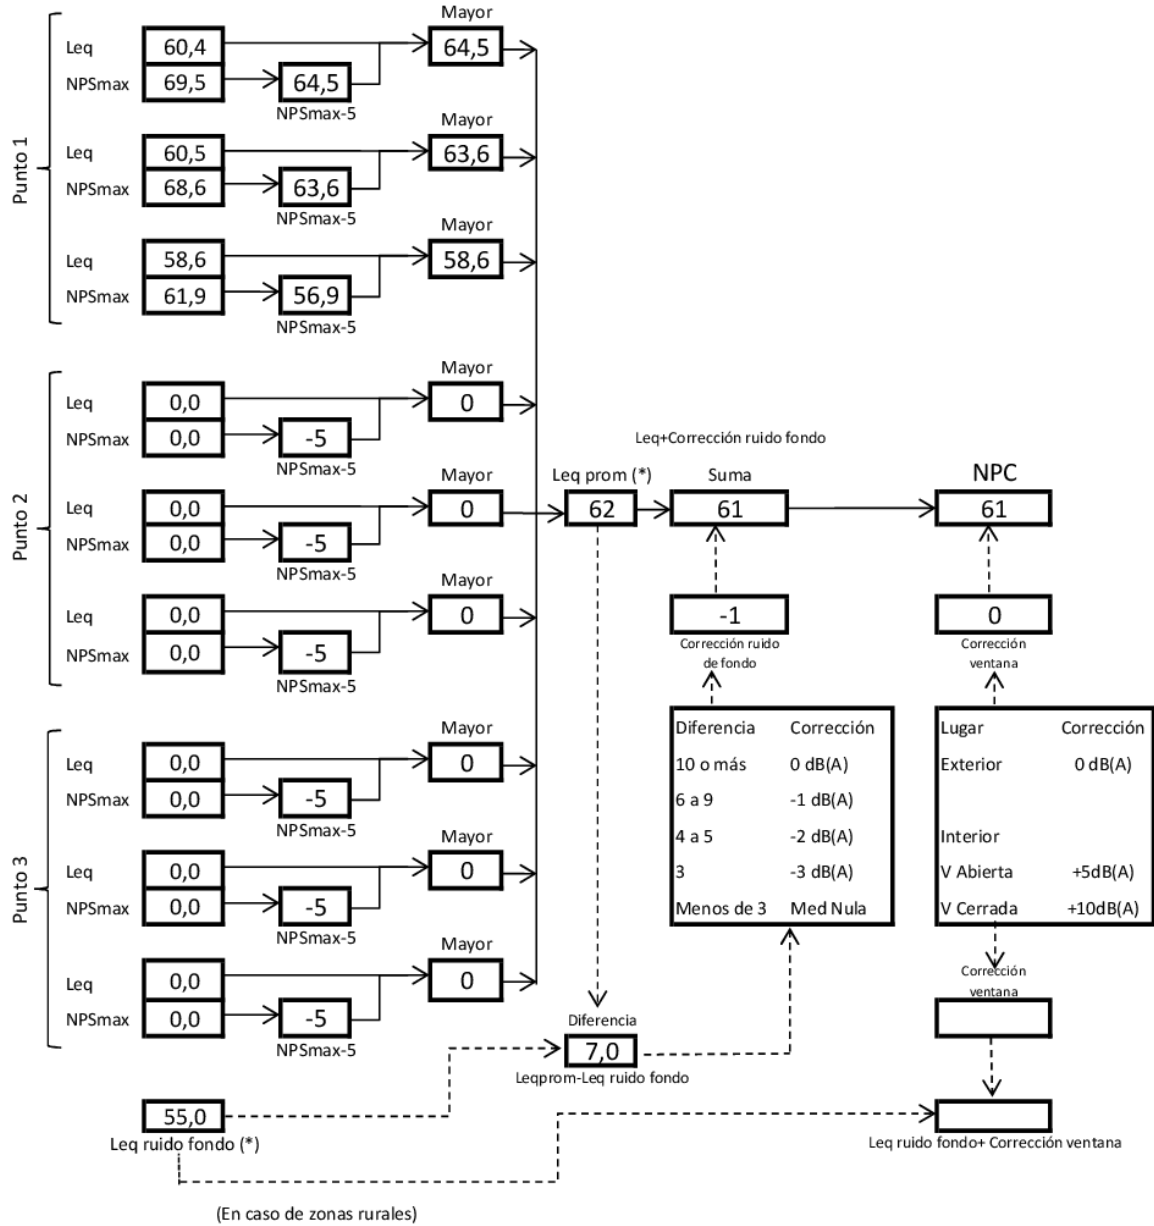 Punto 1
Mayor
Leq 60,4 64,5
NPSmax 69,5 64,5
NPSmax-5
Mayor
Leq 60,5 63,6
NPSmax 68,6 63,6
NPSmax-5
Mayor
Leq 58,6 58,6
NPSmax 61,9 56,9
NPSmax-5
Punto 2
Mayor
Leq 0,0 0
NPSmax 0,0 -5
NPSmax-5
Mayor
Leq 0,0 0
NPSmax 0,0 -5
NPSmax-5
Mayor
Leq 0,0 0
NPSmax 0,0 -5
NPSmax-5
Punto 3
Mayor
Leq 0,0 0
NPSmax 0,0 -5
NPSmax-5
Mayor
Leq 0,0 0
NPSmax 0,0 -5
NPSmax-5
Mayor
Leq 0,0 0
NPSmax 0,0 -5
NPSmax-5
55,0
Leq ruido fondo (*)
(En caso de zonas rurales)
Leq+Corrección ruido fondo
Leq prom (*) Suma NPC
62 61 61
-1
Corrección ruido
de fondo
0
Corrección
ventana
Diferencia Corrección
10 o más 0 dB(A)
6 a 9 -1 dB(A)
4 a 5 -2 dB(A)
3 -3 dB(A)
Menos de 3 Med Nula
Lugar Corrección
Exterior 0 dB(A)
Interior
V Abierta +5dB(A)
V Cerrada +10dB(A)
Diferencia
7,0
Leqprom-Leq ruido fondo
Corrección
ventana
Leq ruido fondo+ Corrección ventana